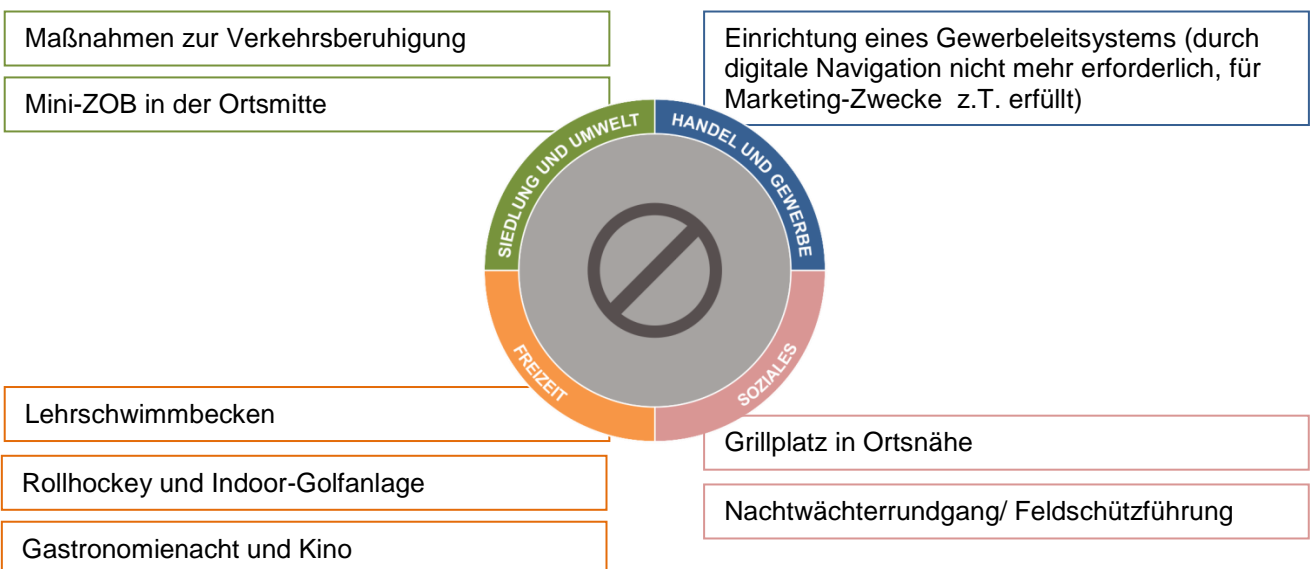 Maßnahmen zur Verkehrsberuhigung
Mini-ZOB in der Ortsmitte
Einrichtung eines Gewerbeleitsystems (durch
digitale Navigation nicht mehr erforderlich, für
Marketing-Zwecke z.T. erfüllt)
SIEDLUNG UND UMWELT
HANDEL UND GEWERBE
FREIZEIT
SOZIALES
Lehrschwimmbecken
Rollhockey und Indoor-Golfanlage
Gastronomienacht und Kino
Grillplatz in Ortsnähe
Nachtwächterrundgang/ Feldschützführung